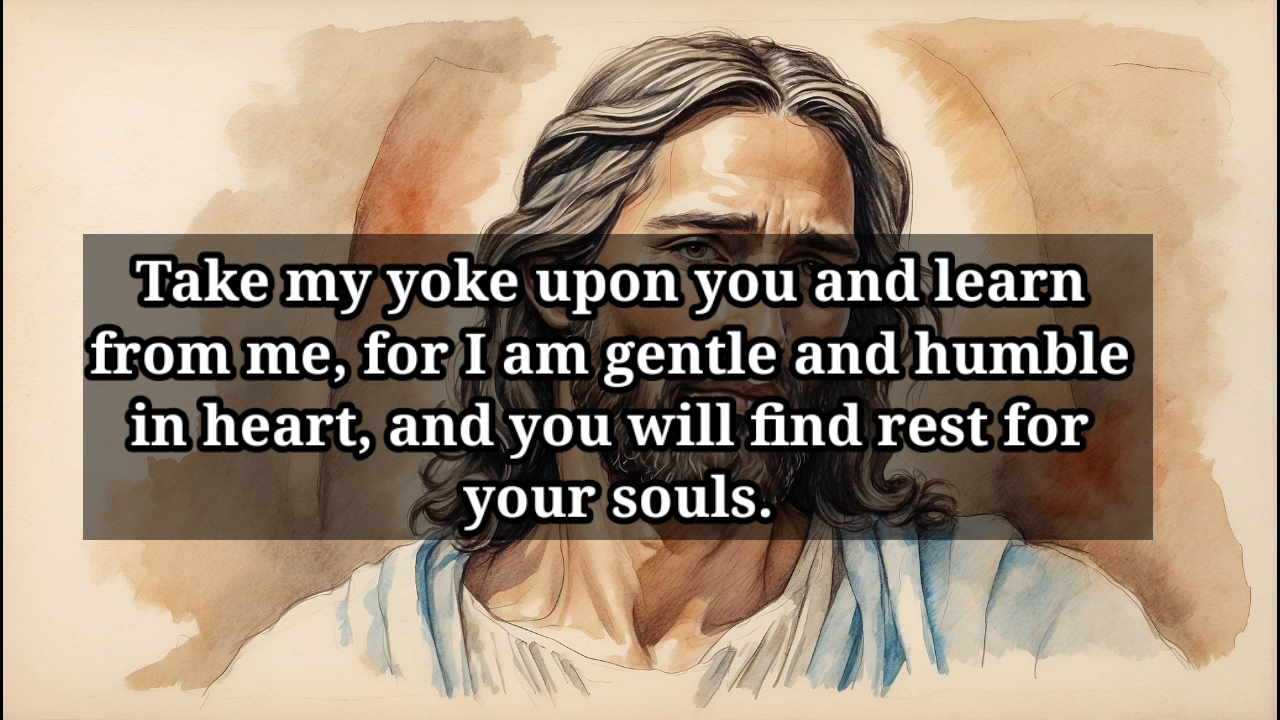 Take my yoke upon you and learn
from me, for I am gentle and humble
in heart, and you will find rest for
your souls.